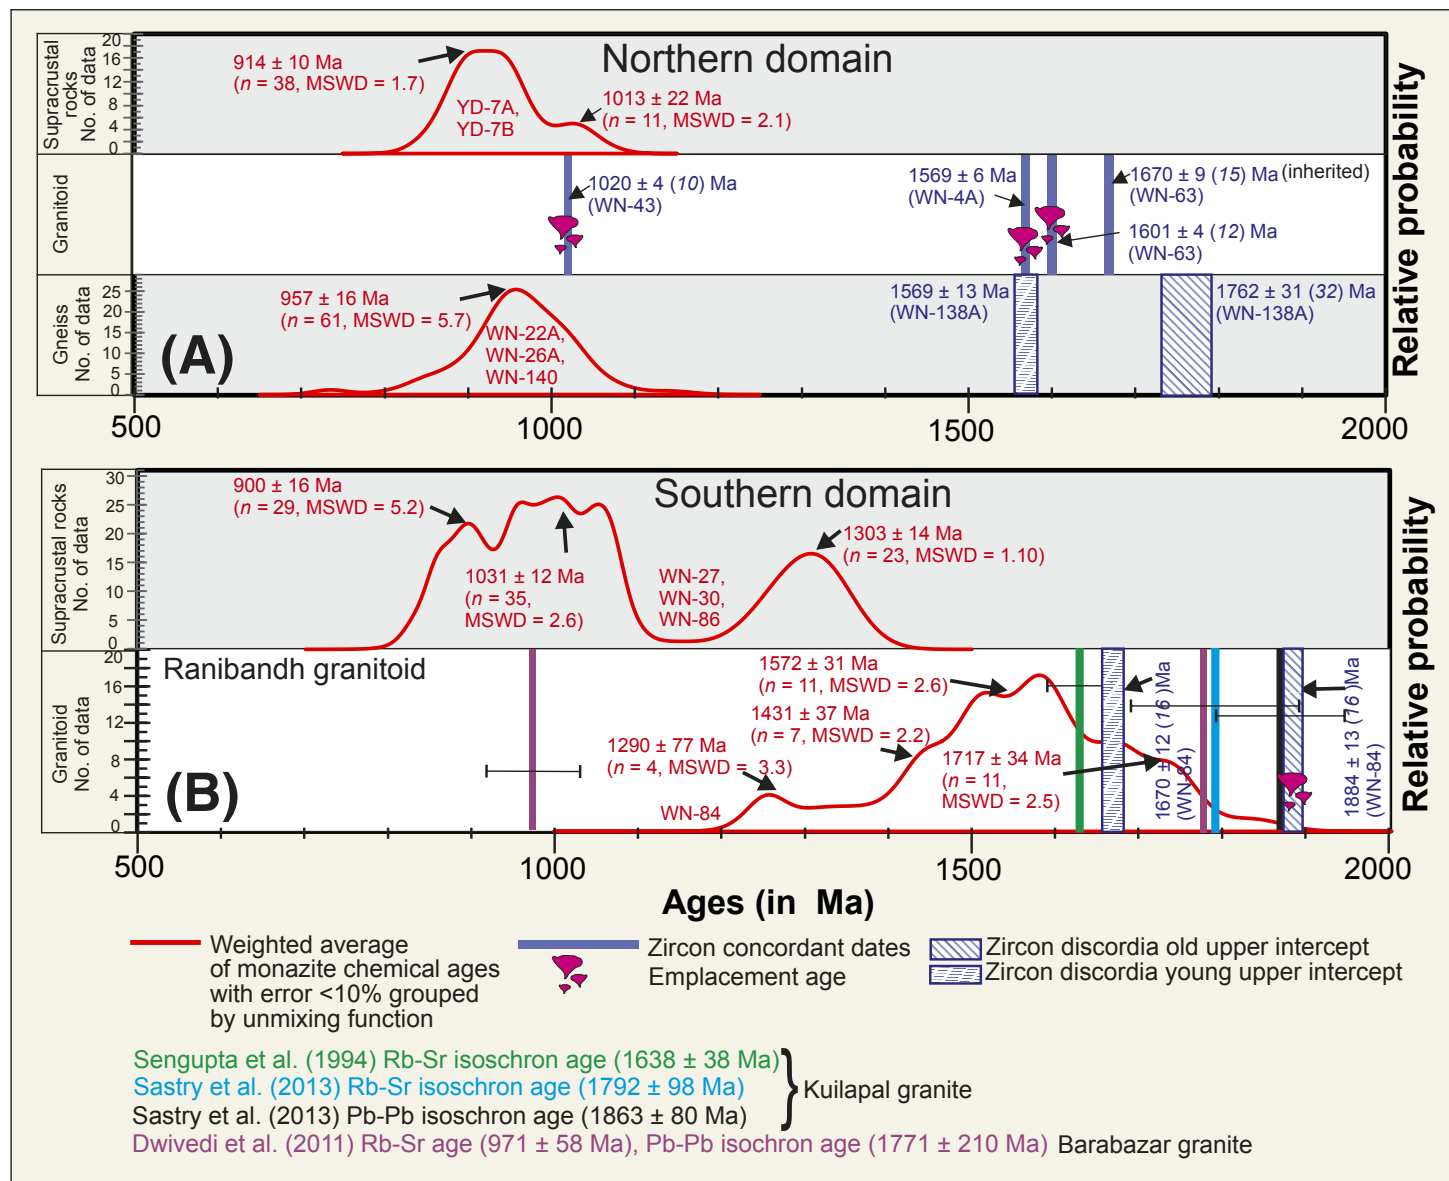 Northern domain
Supracrustal
rocks
No. of data
20
16
12
8
4
0
914 ± 10 Ma
(n = 38, MSWD = 1.7)
YD-7A,
YD-7B
1013 ± 22 Ma
(n = 11, MSWD = 2.1)
Relative probability
Granitoid
1020 ± 4 (10) Ma
(WN-43)
1569 ± 6 Ma
(WN-4A)
1670 ± 9 (15) Ma (inherited)
(WN-63)
1601 ± 4 (12) Ma
(WN-63)
Gneiss
No. of data
25
20
15
10
5
0
(A)
957 ± 16 Ma
(n = 61, MSWD = 5.7)
WN-22A,
WN-26A,
WN-140
1569 ± 13 Ma
(WN-138A)
1762 ± 31 (32) Ma
(WN-138A)
500 1000 1500 2000
Southern domain
Supracrustal rocks
No. of data
30
25
20
15
10
5
0
900 ± 16 Ma
(n = 29, MSWD = 5.2)
1031 ± 12 Ma
(n = 35,
MSWD = 2.6)
WN-27,
WN-30,
WN-86
1303 ± 14 Ma
(n = 23, MSWD = 1.10)
Relative probability
Granitoid
No. of data
20
16
12
8
4
0
Ranibandh granitoid
(B)
1572 ± 31 Ma
(n = 11, MSWD = 2.6)
1431 ± 37 Ma
(n = 7, MSWD = 2.2)
1290 ± 77 Ma
(n = 4, MSWD = 3.3)
WN-84
1717 ± 34 Ma
(n = 11,
MSWD = 2.5)
1670 ± 12 (16 )Ma
(WN-84)
1884 ± 13 (16 )Ma
(WN-84)
500 1000 1500 2000
Ages (in Ma)
Weighted average
of monazite chemical ages
with error <10% grouped
by unmixing function
Zircon concordant dates
Emplacement age
Zircon discordia old upper intercept
Zircon discordia young upper intercept
Sengupta et al. (1994) Rb-Sr isoschron age (1638 ± 38 Ma)
Sastry et al. (2013) Rb-Sr isoschron age (1792 ± 98 Ma)
Sastry et al. (2013) Pb-Pb isoschron age (1863 ± 80 Ma)
Kuilapal granite
Dwivedi et al. (2011) Rb-Sr age (971 ± 58 Ma), Pb-Pb isochron age (1771 ± 210 Ma) Barabazar granite